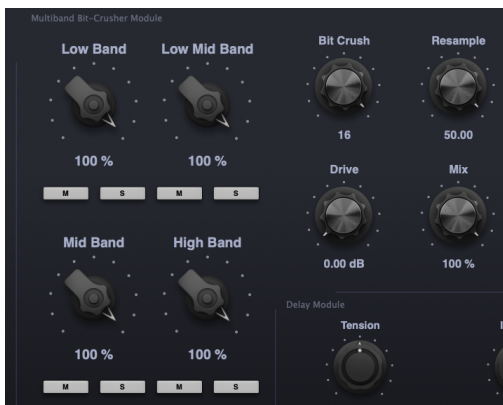 Multiband Bit-Crusher Module
Low Band
Low Mid Band
100 %
100 %
M S M S
Mid Band
High Band
100 %
100 %
M S M S
Bit Crush
Resample
16
50.00
Drive
Mix
0.00 dB
100 %
Delay Module
Tension